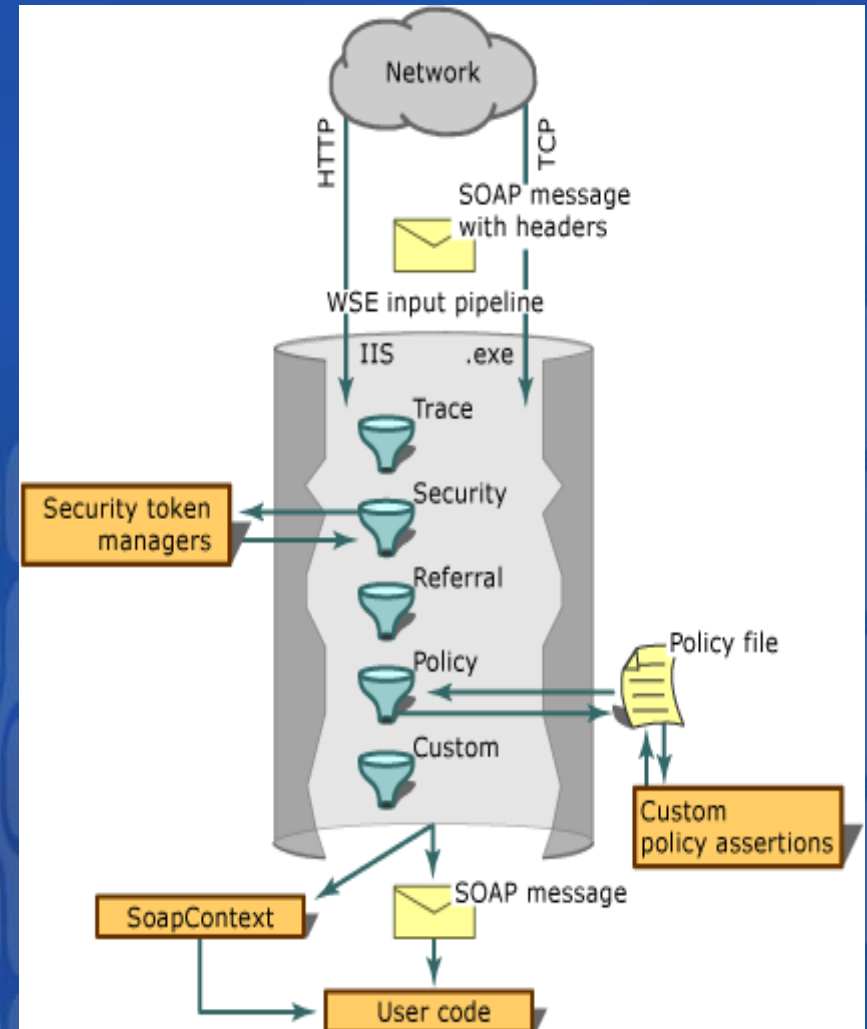 Network
HTTP
TCP
SOAP message
with headers
WSE input pipeline
IIS
.exe
Trace
Security
Security token
managers
Referral
Policy
Policy file
Custom
Custom
policy assertions
SOAP message
SoapContext
User code